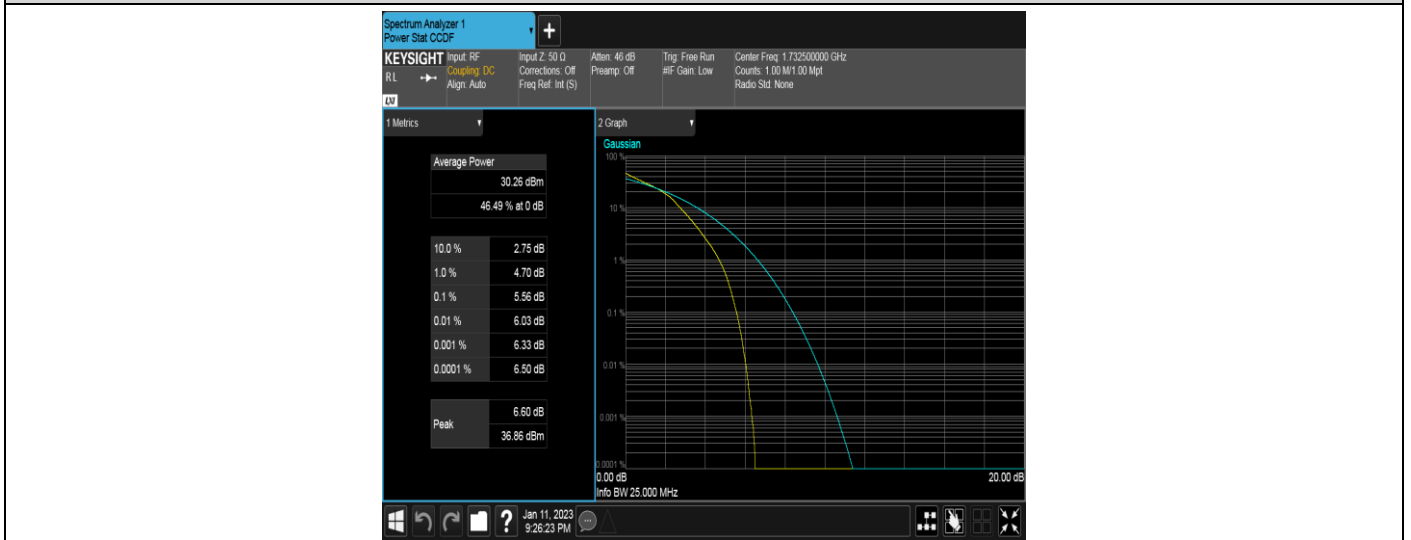 Spectrum Analyzer 1
Power Stat CCDF
+
KEYSIGHT
RL
LXI
Input: RF
Coupling: DC
Align: Auto
Input Z: 50 Ω
Corrections: Off
Freq Ref: Int (S)
Atten: 46 dB
Preamp: Off
Trig: Free Run
#IF Gain: Low
Center Freq: 1.732500000 GHz
Counts: 1.00 M/1.00 Mpt
Radio Std: None
1 Metrics
Average Power
30.26 dBm
46.49 % at 0 dB
10.0 % 2.75 dB
1.0 % 4.70 dB
0.1 % 5.56 dB
0.01 % 6.03 dB
0.001 % 6.33 dB
0.0001 % 6.50 dB
Peak
6.60 dB
36.86 dBm
2 Graph
Gaussian
100 %
10 %
1 %
0.1 %
0.01 %
0.001 %
0.0001 %
0.00 dB 20.00 dB
Info BW 25.000 MHz
?
Jan 11, 2023
9:26:23 PM